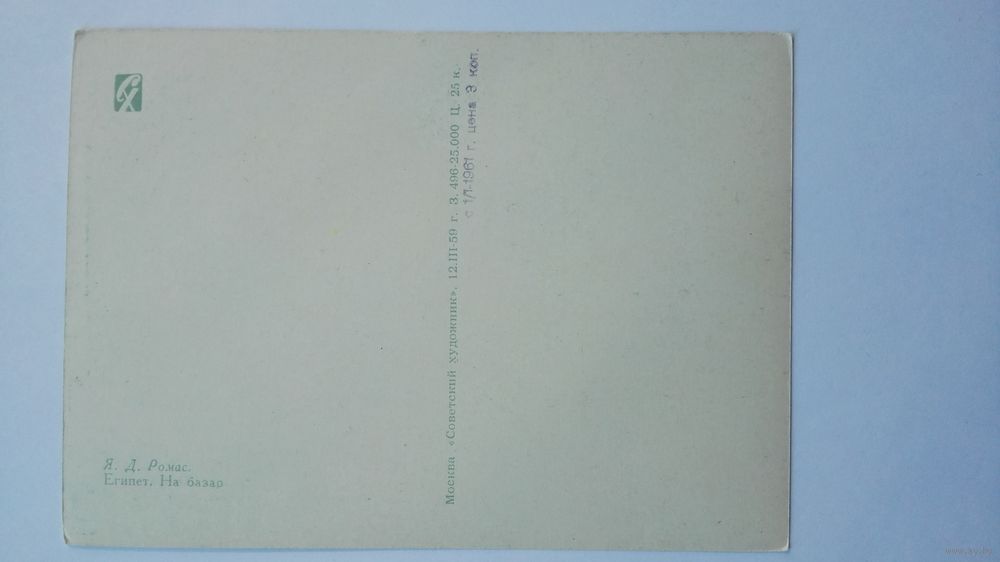 Я. Д. Ромас.
Египет. На базар
Москва «Советский художник». 12.III-59 г. З. 496-25.000 Ц. 25 к.
с 1/I-1961 г. цена 3 коп.